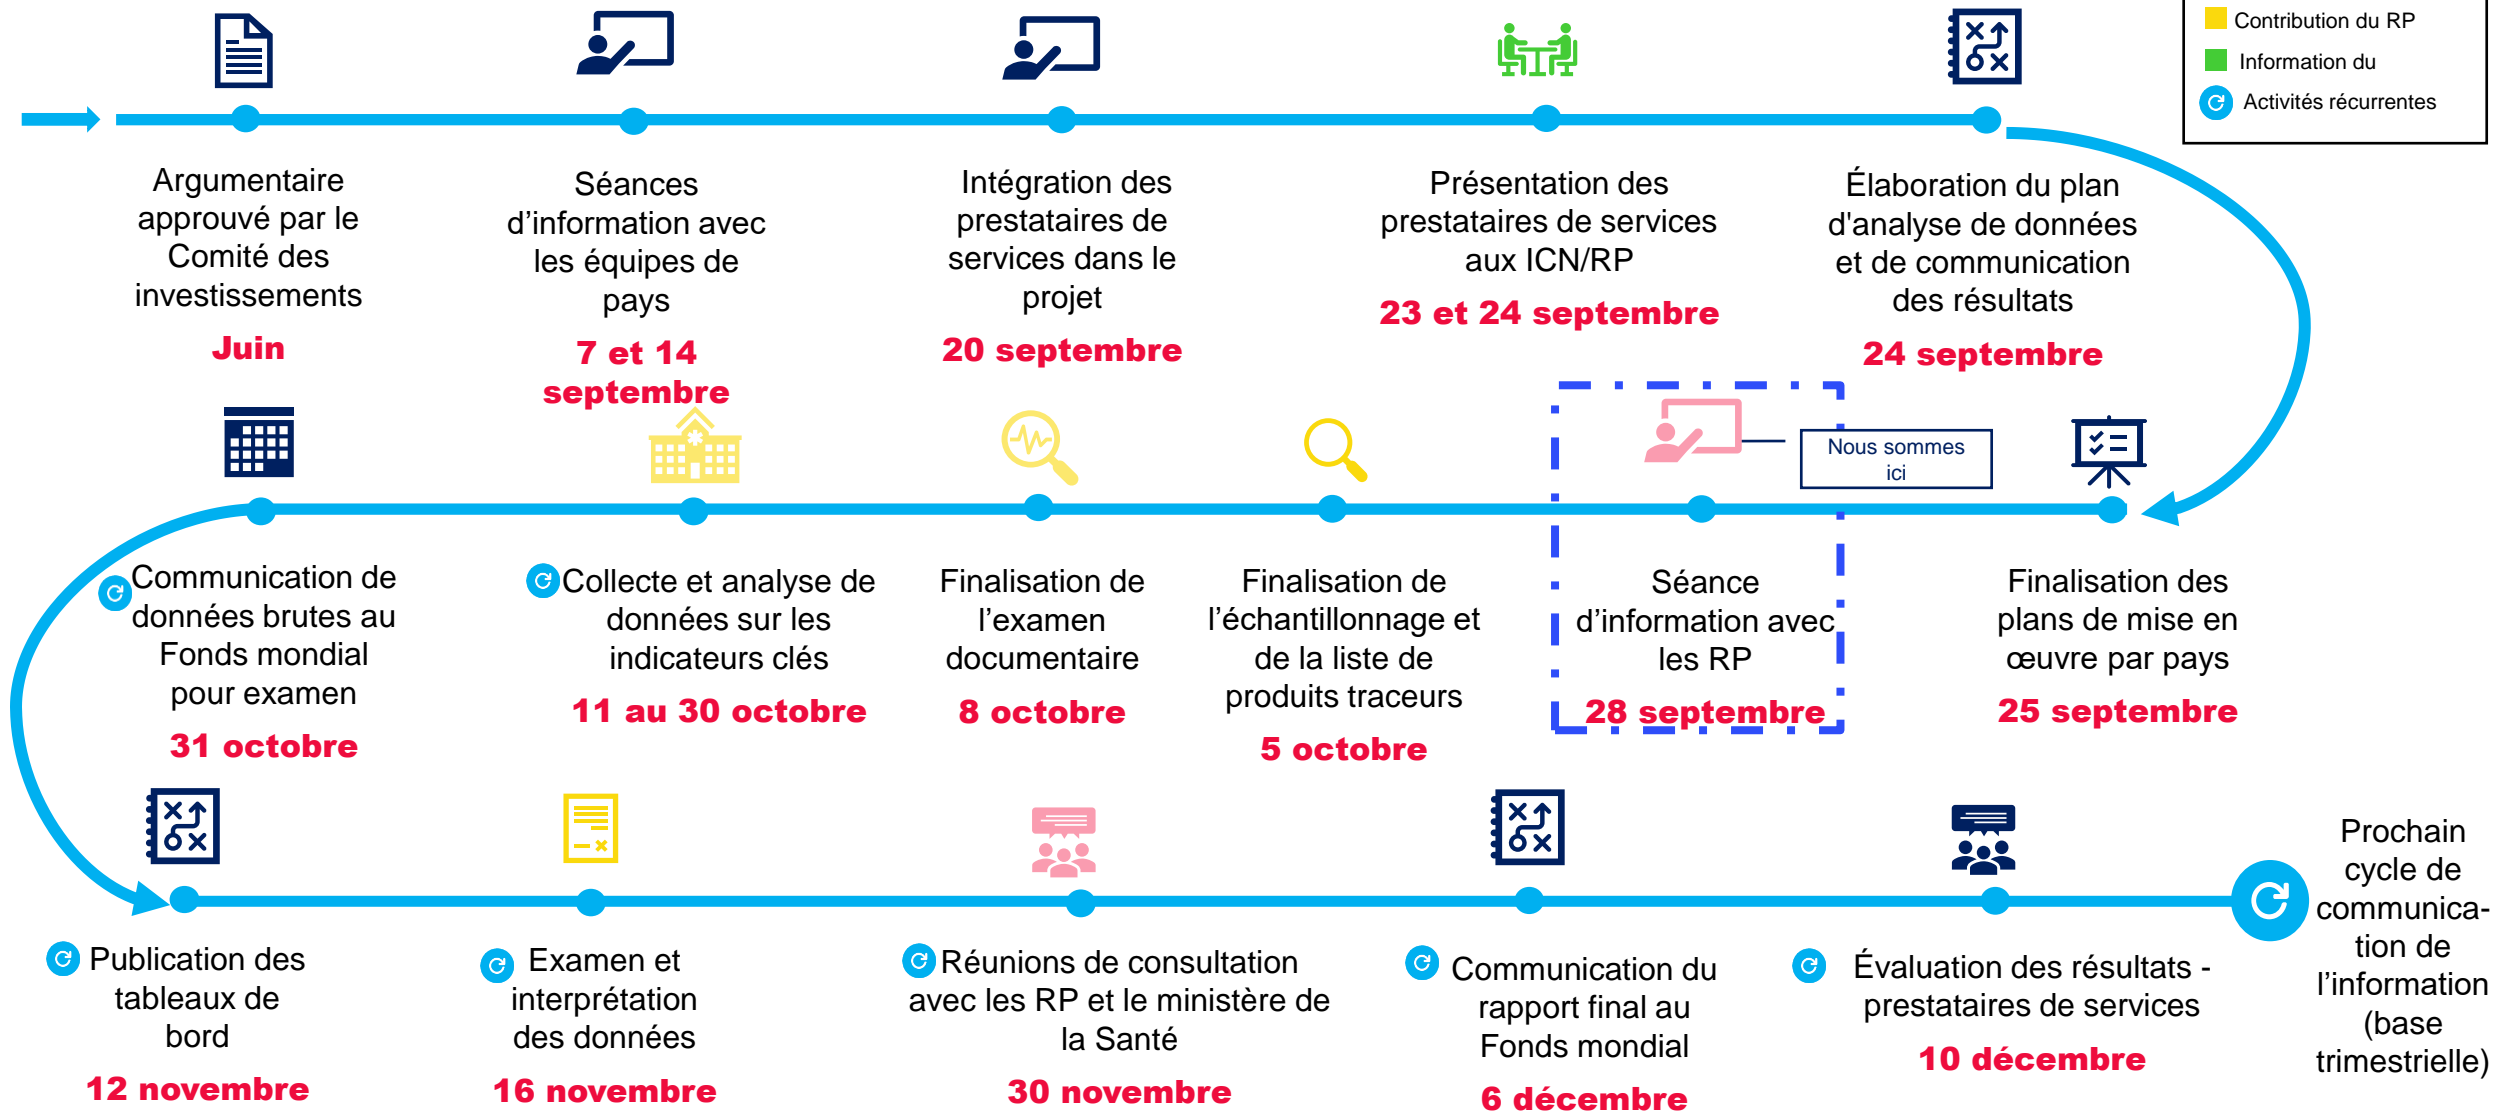 Contribution du RP
Information du
Activités récurrentes
Argumentaire
approuvé par le
Comité des
investissements
Juin
Séances
d’information avec
les équipes de
pays
7 et 14
septembre
Intégration des
prestataires de
services dans le
projet
20 septembre
Présentation des
prestataires de services
aux ICN/RP
23 et 24 septembre
Élaboration du plan
d'analyse de données
et de communication
des résultats
24 septembre
Nous sommes
ici
Communication de
données brutes au
Fonds mondial
pour examen
31 octobre
Collecte et analyse de
données sur les
indicateurs clés
11 au 30 octobre
Finalisation de
l’examen
documentaire
8 octobre
Finalisation de
l’échantillonnage et
de la liste de
produits traceurs
5 octobre
Séance
d’information avec
les RP
28 septembre
Finalisation des
plans de mise en
œuvre par pays
25 septembre
Publication des
tableaux de
bord
12 novembre
Examen et
interprétation
des données
16 novembre
Réunions de consultation
avec les RP et le ministère de
la Santé
30 novembre
Communication du
rapport final au
Fonds mondial
6 décembre
Évaluation des résultats -
prestataires de services
10 décembre
Prochain
cycle de
communica-
tion de
l’information
(base
trimestrielle)